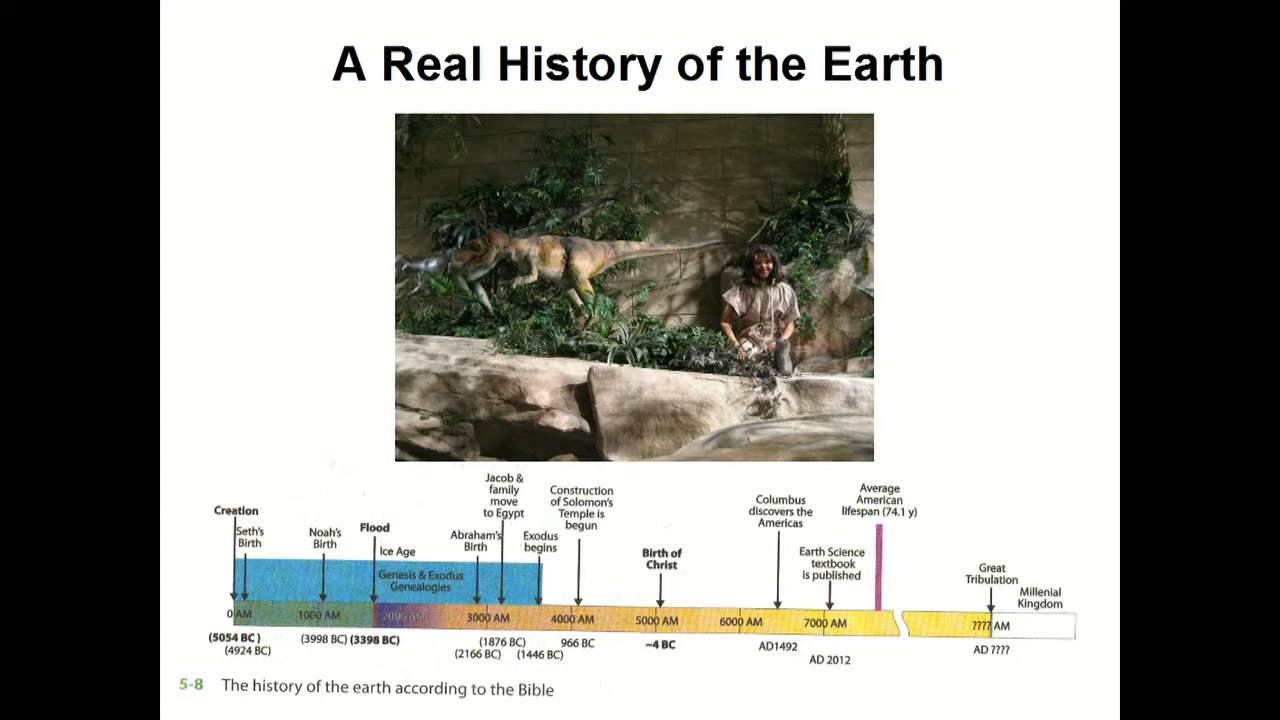 A Real History of the Earth
Creation
Seth's
Birth
Noah's
Birth
Flood
Ice Age
Genesis & Exodus
Genealogies
Abraham's
Birth
Jacob &
family
move
to Egypt
Exodus
begins
Construction
of Solomon's
Temple is
begun
Birth of
Christ
Columbus
discovers the
Americas
Earth Science
textbook
is published
Average
American
lifespan (74.1 y)
Great
Tribulation
Millenial
Kingdom
0 AM 1000 AM 2000 AM 3000 AM 4000 AM 5000 AM 6000 AM 7000 AM ???? AM
(5054 BC) (3998 BC) (3398 BC) (1876 BC) 966 BC ~4 BC AD1492 AD ????
(4924 BC) (2166 BC) (1446 BC) AD 2012
5-8 The history of the earth according to the Bible